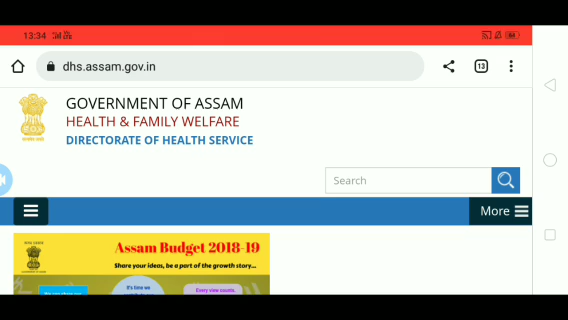 13:34
dhs.assam.gov.in
13
GOVERNMENT OF ASSAM
HEALTH & FAMILY WELFARE
DIRECTORATE OF HEALTH SERVICE
Search
More
Assam Budget 2018-19
Share your ideas, be a part of the growth story...
It's time we
Every view counts.